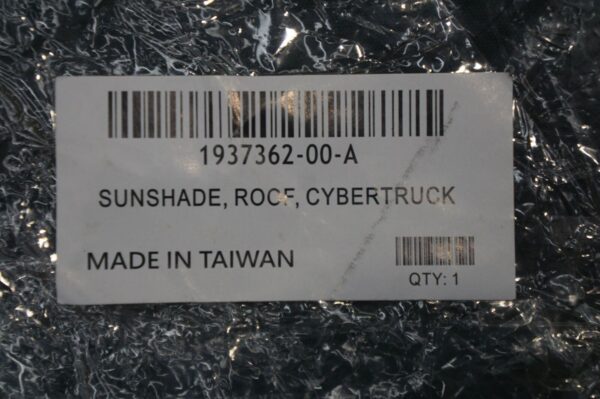 1937362-00-A
SUNSHADE, ROOF, CYBERTRUCK
MADE IN TAIWAN
QTY: 1